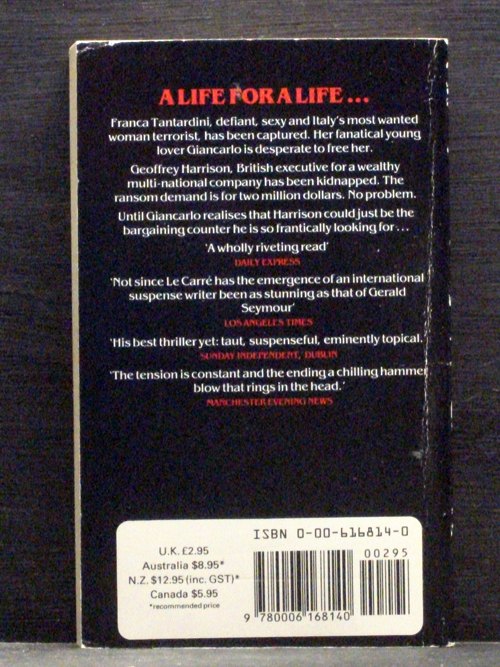 A LIFE FOR A LIFE...
Franca Tantardini, defiant, sexy and Italy's most wanted
woman terrorist, has been captured. Her fanatical young
lover Giancarlo is desperate to free her.
Geoffrey Harrison, British executive for a wealthy
multi-national company has been kidnapped. The
ransom demand is for two million dollars. No problem.
Until Giancarlo realises that Harrison could just be the
bargaining counter he is so frantically looking for...
'A wholly riveting read'
DAILY EXPRESS
'Not since Le Carré has the emergence of an international
suspense writer been as stunning as that of Gerald
Seymour'
LOS ANGELES TIMES
'His best thriller yet: taut, suspenseful, eminently topical.'
SUNDAY INDEPENDENT, DUBLIN
'The tension is constant and the ending a chilling hammer
blow that rings in the head.'
MANCHESTER EVENING NEWS
ISBN 0-00-616814-0
U.K. £2.95
Australia $8.95*
N.Z. $12.95 (inc. GST)*
Canada $5.95
*recommended price
00295
9 780006 168140